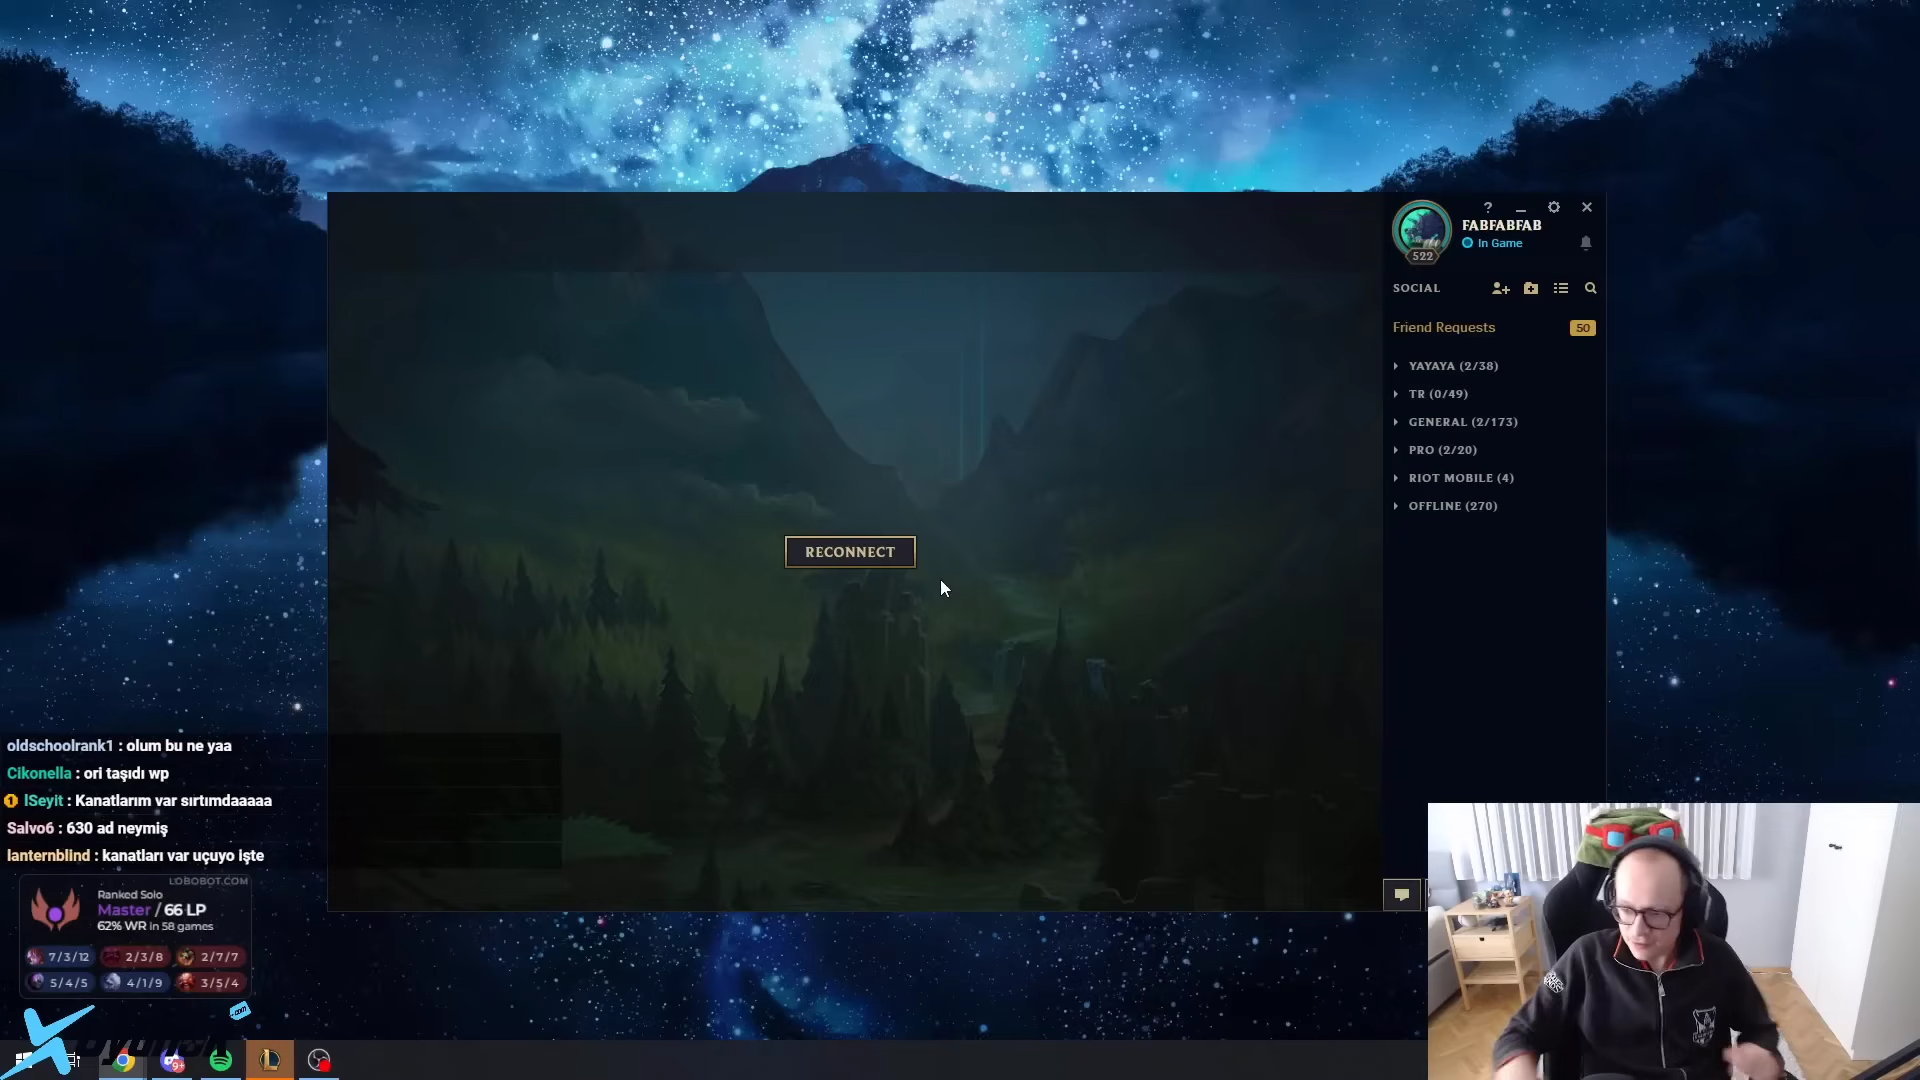 ?
FABFABFAB
In Game
522
SOCIAL
Friend Requests
50
YAYAYA (2/38)
TR (0/49)
GENERAL (2/173)
PRO (2/20)
RIOT MOBILE (4)
OFFLINE (270)
RECONNECT
oldschoolrank1 : olum bu ne yaa
Cikonella : ori taşıdı wp
1 ISeyit : Kanatlarım var sırtımdaaaaa
Salvo6 : 630 ad neymiş
lanternblind : kanatları var uçuyo işte
LOBOBOT.COM
Ranked Solo
Master / 66 LP
62% WR in 58 games
7/3/12 2/3/8 2/7/7
5/4/5 4/1/9 3/5/4
.com
9+